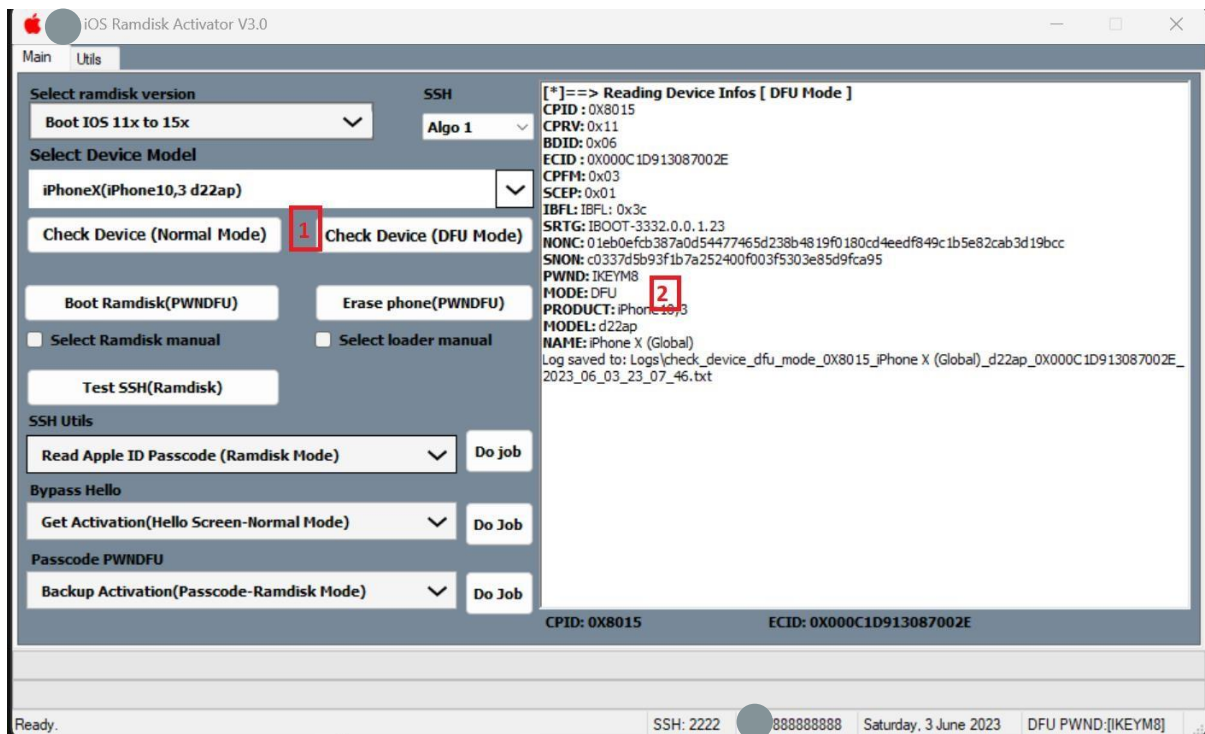 iOS Ramdisk Activator V3.0
Main Utils
Select ramdisk version SSH
Boot IOS 11x to 15x Algo 1
Select Device Model
iPhoneX(iPhone10,3 d22ap)
Check Device (Normal Mode) 1 Check Device (DFU Mode)
Boot Ramdisk(PWNDFU) Erase phone(PWNDFU)
Select Ramdisk manual Select loader manual
Test SSH(Ramdisk)
SSH Utils
Read Apple ID Passcode (Ramdisk Mode) Do job
Bypass Hello
Get Activation(Hello Screen-Normal Mode) Do Job
Passcode PWNDFU
Backup Activation(Passcode-Ramdisk Mode) Do Job
[*]==> Reading Device Infos [ DFU Mode ]
CPID : 0X8015
CPRV: 0x11
BDID: 0x06
ECID : 0X000C1D913087002E
CPFM: 0x03
SCEP: 0x01
IBFL: IBFL: 0x3c
SRTG: IBOOT-3332.0.0.1.23
NONC: 01eb0efcb387a0d54477465d238b4819f0180cd4eedf849c1b5e82cab3d19bcc
SNON: c0337d5b93f1b7a252400f003f5303e85d9fca95
PWND: IKEYM8
MODE: DFU 2
PRODUCT: iPhone10,3
MODEL: d22ap
NAME: iPhone X (Global)
Log saved to: Logs\check_device_dfu_mode_0X8015_iPhone X (Global)_d22ap_0X000C1D913087002E_
2023_06_03_23_07_46.txt
CPID: 0X8015 ECID: 0X000C1D913087002E
Ready. SSH: 2222 888888888 Saturday, 3 June 2023 DFU PWND:[IKEYM8]